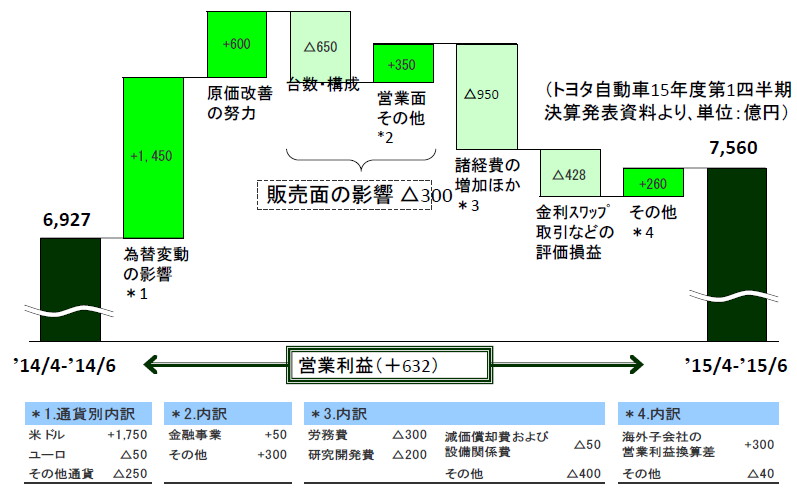 +600
△650
+350
+1,450
△950
△428
+260
原価改善
の努力
台数・構成
営業面
その他
*2
(トヨタ自動車15年度第1四半期
決算発表資料より、単位：億円)
6,927
7,560
販売面の影響 △300
為替変動
の影響
＊1
諸経費の
増加ほか
＊3
金利ｽﾜｯﾌﾟ
取引などの
評価損益
その他
＊4
’14/4-’14/6
営業利益(＋632)
’15/4-’15/6
＊1.通貨別内訳
米ドル +1,750
ユーロ △50
その他通貨 △250
＊2.内訳
金融事業 +50
その他 +300
＊3.内訳
労務費 △300
研究開発費 △200
減価償却費および
設備関係費 △50
その他 △400
＊4.内訳
海外子会社の
営業利益換算差 +300
その他 △40